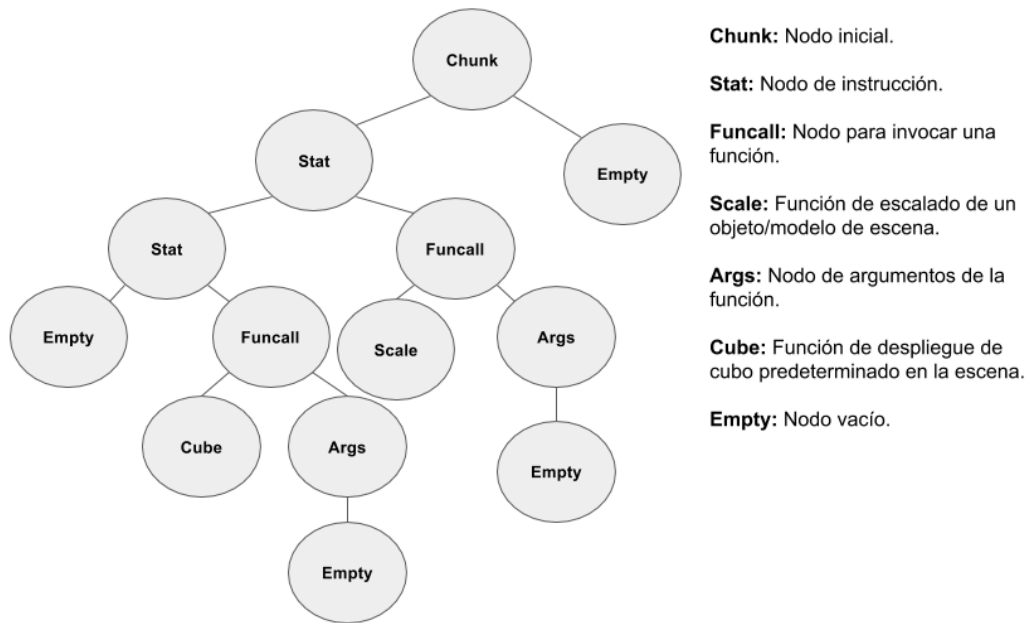 Chunk
Stat
Empty
Stat
Funcall
Empty
Funcall
Scale
Args
Cube
Args
Empty
Empty
Chunk: Nodo inicial.
Stat: Nodo de instrucción.
Funcall: Nodo para invocar una
función.
Scale: Función de escalado de un
objeto/modelo de escena.
Args: Nodo de argumentos de la
función.
Cube: Función de despliegue de
cubo predeterminado en la escena.
Empty: Nodo vacío.